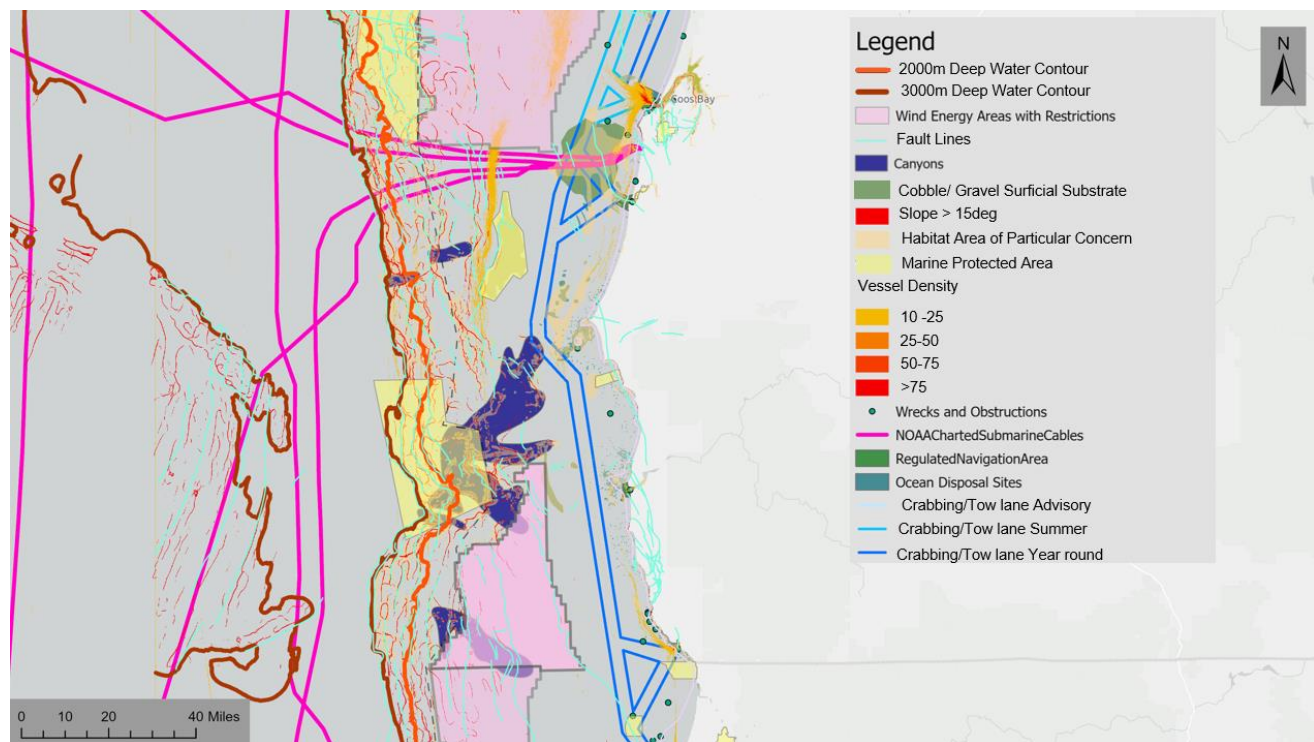 Legend
2000m Deep Water Contour
3000m Deep Water Contour
Wind Energy Areas with Restrictions
Fault Lines
Canyons
Cobble/ Gravel Surficial Substrate
Slope > 15deg
Habitat Area of Particular Concern
Marine Protected Area
Vessel Density
10 -25
25-50
50-75
>75
Wrecks and Obstructions
NOAAChartedSubmarineCables
RegulatedNavigationArea
Ocean Disposal Sites
Crabbing/Tow lane Advisory
Crabbing/Tow lane Summer
Crabbing/Tow lane Year round
N
Coos Bay
0 10 20 40 Miles